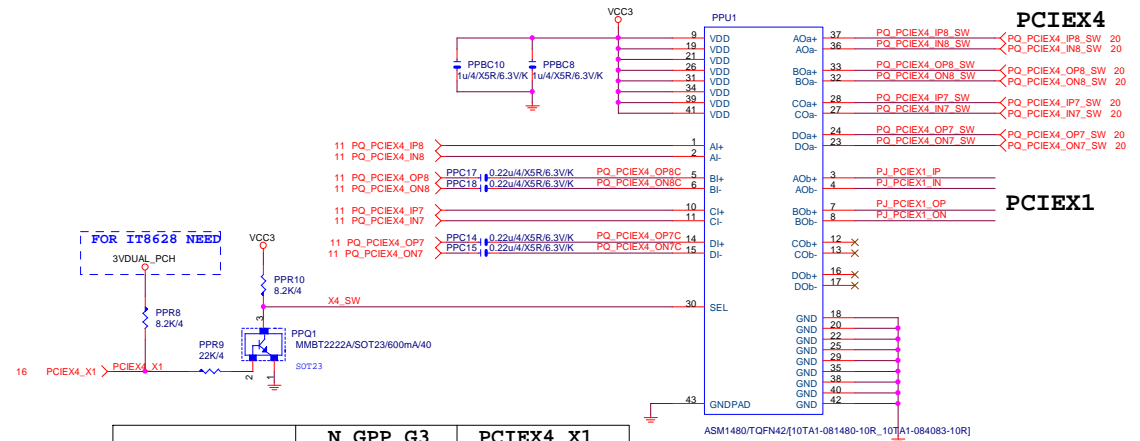 VCC3
PPU1
PCIEX4
PPBC10
1u/4/X5R/6.3V/K
PPBC8
1u/4/X5R/6.3V/K
9 VDD
19 VDD
21 VDD
26 VDD
31 VDD
34 VDD
39 VDD
41 VDD
AOa+ 37 PQ_PCIEX4_IP8_SW PQ_PCIEX4_IP8_SW 20
AOa- 36 PQ_PCIEX4_IN8_SW PQ_PCIEX4_IN8_SW 20
BOa+ 33 PQ_PCIEX4_OP8_SW PQ_PCIEX4_OP8_SW 20
BOa- 32 PQ_PCIEX4_ON8_SW PQ_PCIEX4_ON8_SW 20
COa+ 28 PQ_PCIEX4_IP7_SW PQ_PCIEX4_IP7_SW 20
COa- 27 PQ_PCIEX4_IN7_SW PQ_PCIEX4_IN7_SW 20
DOa+ 24 PQ_PCIEX4_OP7_SW PQ_PCIEX4_OP7_SW 20
DOa- 23 PQ_PCIEX4_ON7_SW PQ_PCIEX4_ON7_SW 20
11 PQ_PCIEX4_IP8 1 AI+
11 PQ_PCIEX4_IN8 2 AI-
11 PQ_PCIEX4_OP8 PPC17 0.22u/4/X5R/6.3V/K PQ_PCIEX4_OP8C 5 BI+
11 PQ_PCIEX4_ON8 PPC18 0.22u/4/X5R/6.3V/K PQ_PCIEX4_ON8C 6 BI-
11 PQ_PCIEX4_IP7 10 CI+
11 PQ_PCIEX4_IN7 11 CI-
11 PQ_PCIEX4_OP7 PPC14 0.22u/4/X5R/6.3V/K PQ_PCIEX4_OP7C 14 DI+
11 PQ_PCIEX4_ON7 PPC15 0.22u/4/X5R/6.3V/K PQ_PCIEX4_ON7C 15 DI-
AOb+ 3 PJ_PCIEX1_IP
AOb- 4 PJ_PCIEX1_IN
PCIEX1
BOb+ 7 PJ_PCIEX1_OP
BOb- 8 PJ_PCIEX1_ON
COb+ 12
COb- 13
DOb+ 16
DOb- 17
FOR IT8628 NEED
3VDUAL_PCH
VCC3
PPR10
8.2K/4
X4_SW 30 SEL
PPR8
8.2K/4
PPQ1
MMBT2222A/SOT23/600mA/40
SOT23
3
2
1
PPR9
22K/4
16 PCIEX4_X1 PCIEX4_X1
GND 18
GND 20
GND 22
GND 25
GND 29
GND 35
GND 38
GND 40
GND 42
43 GNDPAD
ASM1480/TQFN42/[10TA1-081480-10R_10TA1-084083-10R]
N_GPP_G3 PCIEX4_X1